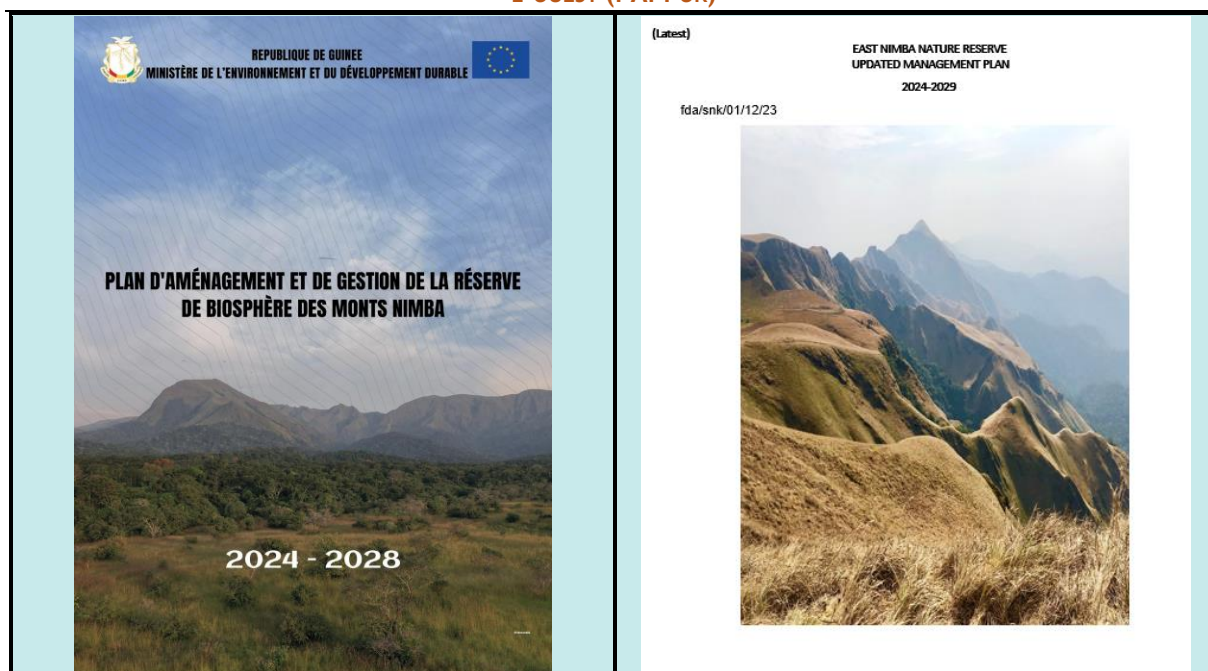 L'OUEST (PAPFOR)
REPUBLIQUE DE GUINEE
MINISTÈRE DE L'ENVIRONNEMENT ET DU DÉVELOPPEMENT DURABLE
PLAN D'AMÉNAGEMENT ET DE GESTION DE LA RÉSERVE
DE BIOSPHÈRE DES MONTS NIMBA
2024 - 2028
(Latest)
EAST NIMBA NATURE RESERVE
UPDATED MANAGEMENT PLAN
2024-2029
fda/snk/01/12/23